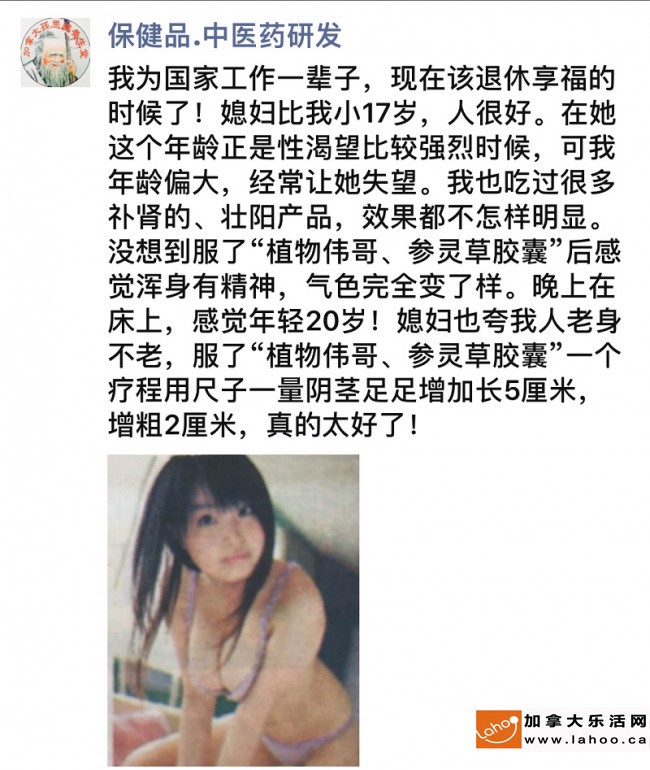 保健品.中医药研发
我为国家工作一辈子，现在该退休享福的
时候了！媳妇比我小17岁，人很好。在她
这个年龄正是性渴望比较强烈时候，可我
年龄偏大，经常让她失望。我也吃过很多
补肾的、壮阳产品，效果都不怎样明显。
没想到服了“植物伟哥、参灵草胶囊”后感
觉浑身有精神，气色完全变了样。晚上在
床上，感觉年轻20岁！媳妇也夸我人老身
不老，服了“植物伟哥、参灵草胶囊”一个
疗程用尺子一量阴茎足足增加长5厘米，
增粗2厘米，真的太好了！
Lahoo
加拿大乐活网
www.lahoo.ca